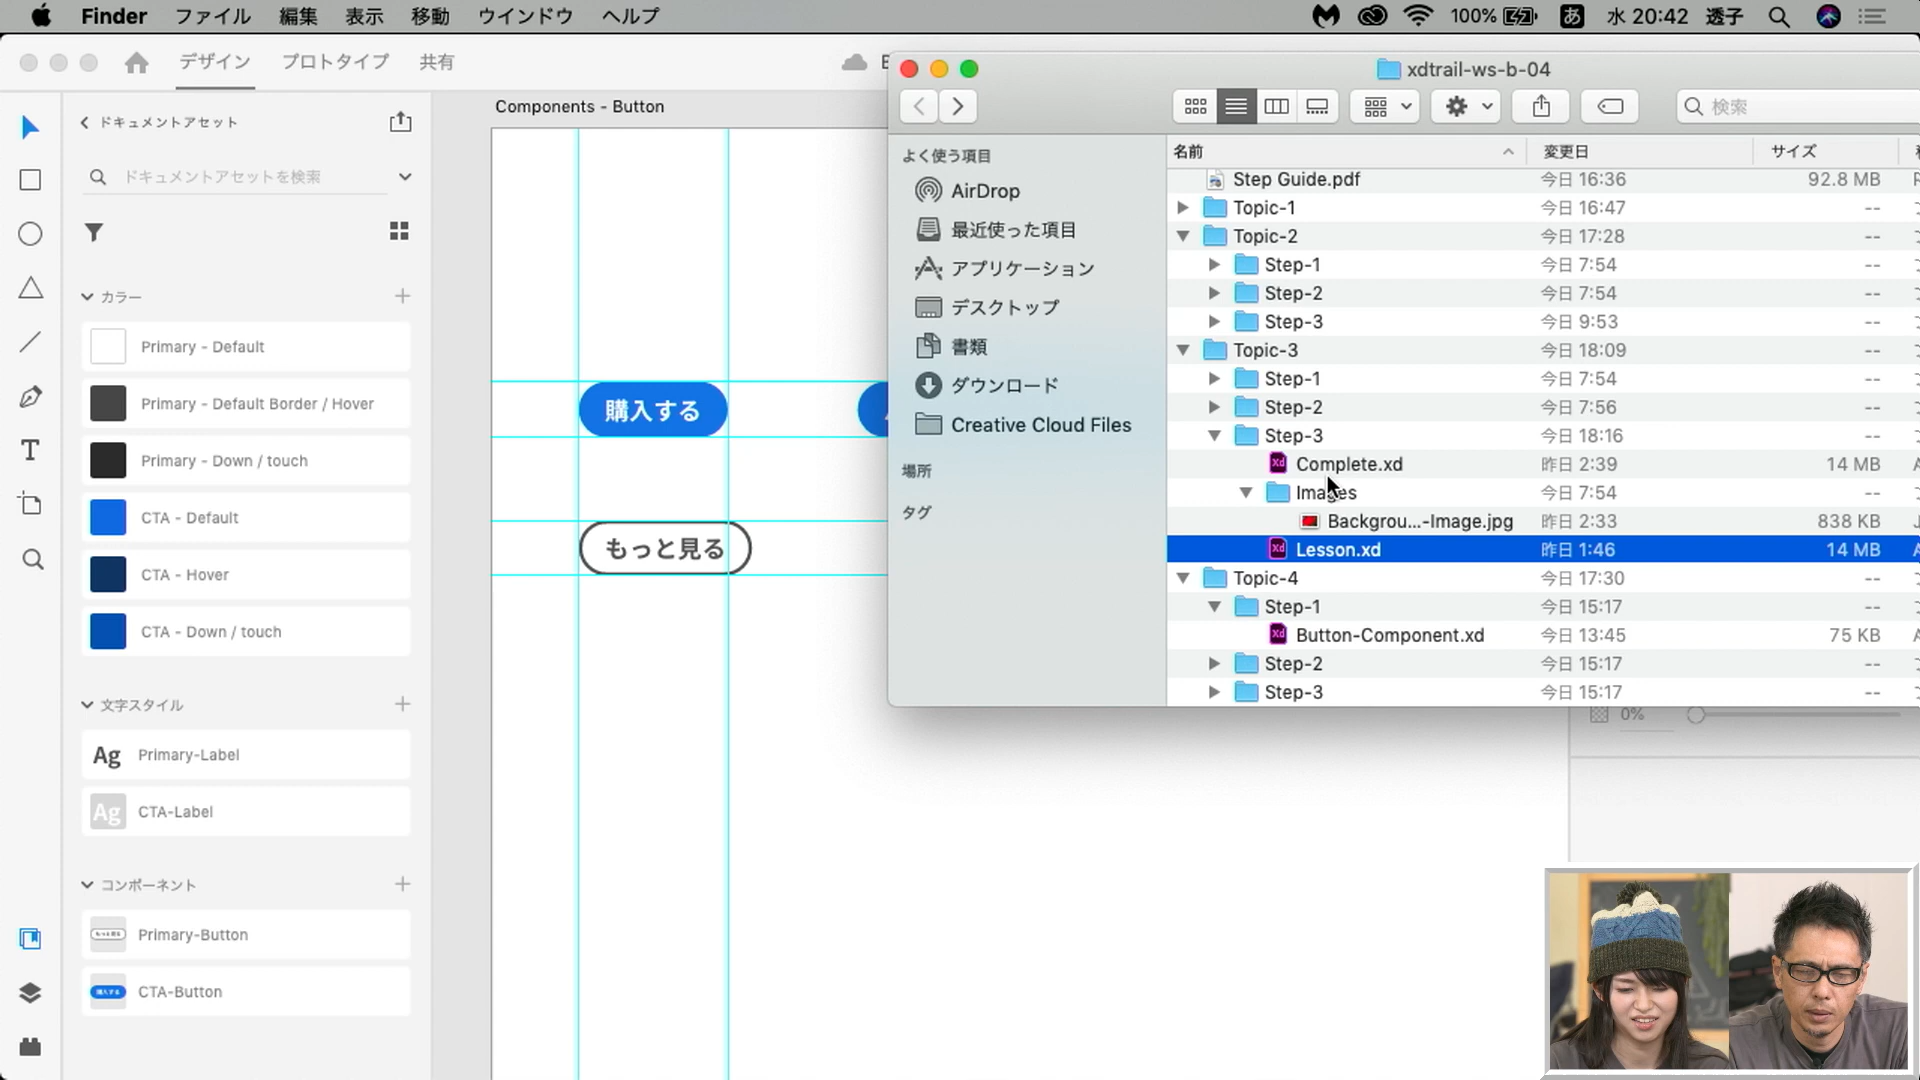 Finder ファイル 編集 表示 移動 ウインドウ ヘルプ 100% あ 水 20:42 透子
デザイン プロトタイプ 共有
xdtrail-ws-b-04
検索
ドキュメントアセット
ドキュメントアセットを検索
カラー
Primary - Default
Primary - Default Border / Hover
Primary - Down / touch
CTA - Default
CTA - Hover
CTA - Down / touch
文字スタイル
Ag Primary-Label
Ag CTA-Label
コンポーネント
もっと見る Primary-Button
購入する CTA-Button
Components - Button
購入する
もっと見る
よく使う項目
AirDrop
最近使った項目
アプリケーション
デスクトップ
書類
ダウンロード
Creative Cloud Files
場所
タグ
名前 変更日 サイズ
Step Guide.pdf 今日 16:36 92.8 MB
Topic-1 今日 16:47 --
Topic-2 今日 17:28 --
Step-1 今日 7:54 --
Step-2 今日 7:54 --
Step-3 今日 9:53 --
Topic-3 今日 18:09 --
Step-1 今日 7:54 --
Step-2 今日 7:56 --
Step-3 今日 18:16 --
Xd Complete.xd 昨日 2:39 14 MB
Images 今日 7:54 --
Backgrou...-Image.jpg 昨日 2:33 838 KB
Xd Lesson.xd 昨日 1:46 14 MB
Topic-4 今日 17:30 --
Step-1 今日 15:17 --
Xd Button-Component.xd 今日 13:45 75 KB
Step-2 今日 15:17 --
Step-3 今日 15:17 --
0%